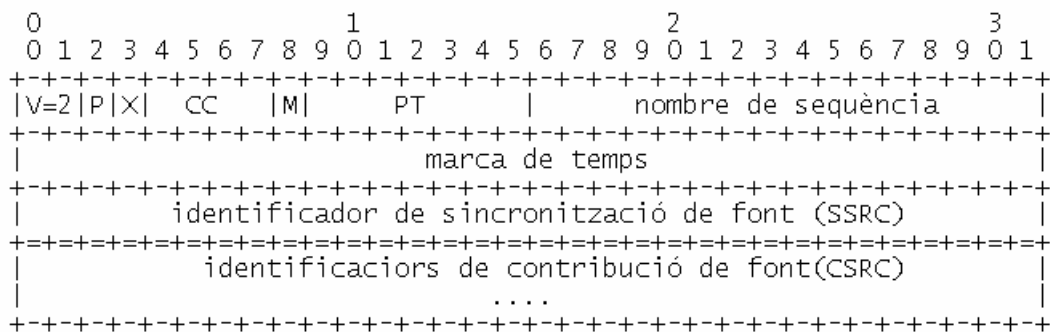 0 1 2 3
0 1 2 3 4 5 6 7 8 9 0 1 2 3 4 5 6 7 8 9 0 1 2 3 4 5 6 7 8 9 0 1
+-+-+-+-+-+-+-+-+-+-+-+-+-+-+-+-+-+-+-+-+-+-+-+-+-+-+-+-+-+-+-+-+
|V=2|P|X| CC |M| PT | nombre de seqüència |
+-+-+-+-+-+-+-+-+-+-+-+-+-+-+-+-+-+-+-+-+-+-+-+-+-+-+-+-+-+-+-+-+
| marca de temps |
+-+-+-+-+-+-+-+-+-+-+-+-+-+-+-+-+-+-+-+-+-+-+-+-+-+-+-+-+-+-+-+-+
| identificador de sincronització de font (SSRC) |
+=+=+=+=+=+=+=+=+=+=+=+=+=+=+=+=+=+=+=+=+=+=+=+=+=+=+=+=+=+=+=+=+
| identificaciors de contribució de font(CSRC) |
| .... |
+-+-+-+-+-+-+-+-+-+-+-+-+-+-+-+-+-+-+-+-+-+-+-+-+-+-+-+-+-+-+-+-+